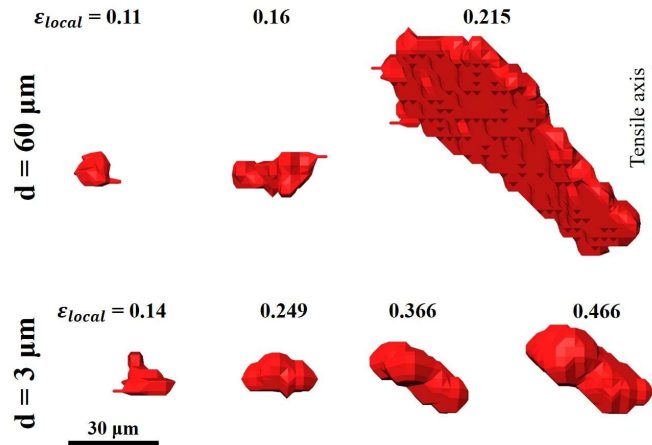 ε_local = 0.11 0.16 0.215
d = 60 μm
Tensile axis
ε_local = 0.14 0.249 0.366 0.466
d = 3 μm
30 μm